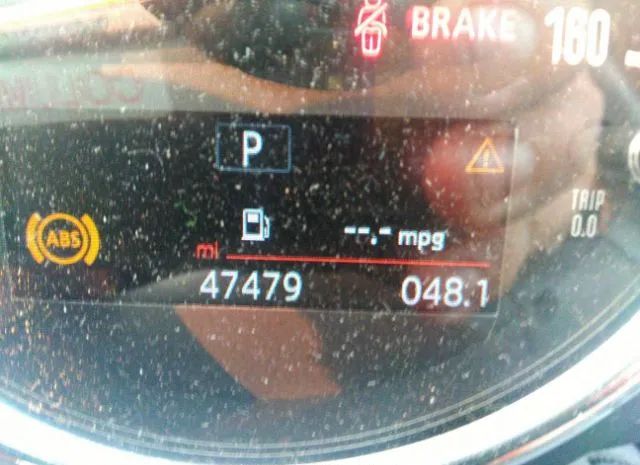 BRAKE
160
P
TRIP
0.0
ABS
--.- mpg
mi
47479 048.1